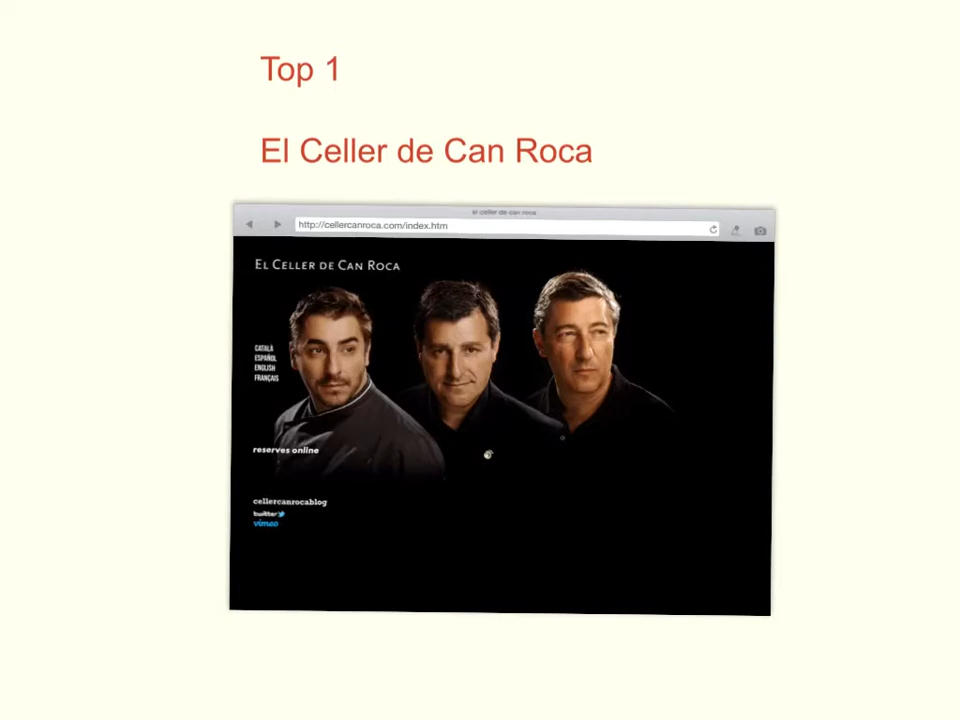 Top 1
El Celler de Can Roca
el celler de can roca
http://cellercanroca.com/index.htm
EL CELLER DE CAN ROCA
CATALÀ
ESPAÑOL
ENGLISH
FRANÇAIS
reserves online
cellercanrocablog
twitter
vimeo